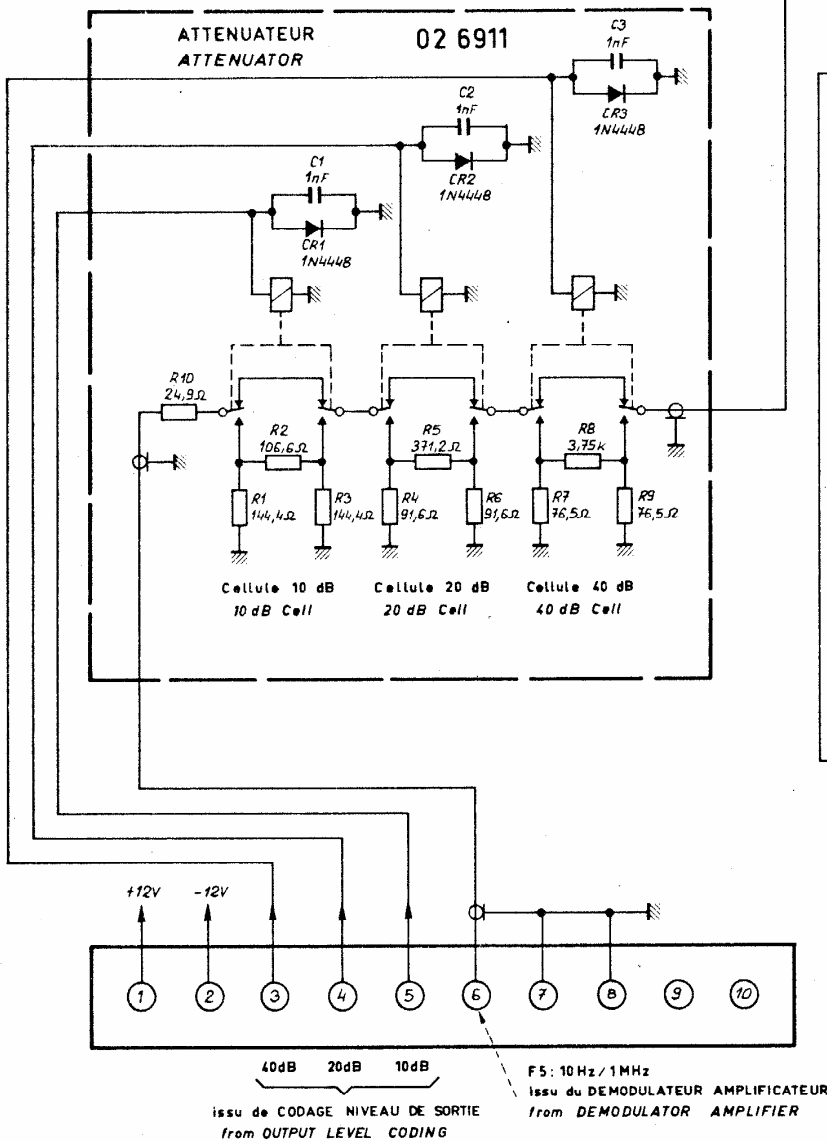 ATTENUATEUR
ATTENUATOR
02 6911
C3
1nF
CR3
1N4448
C2
1nF
CR2
1N4448
C1
1nF
CR1
1N4448
R10
24,9Ω
R2
106,6Ω
R5
371,2Ω
R8
3,75k
R1
144,4Ω
R3
144,4Ω
R4
91,6Ω
R6
91,6Ω
R7
76,5Ω
R9
76,5Ω
Cellule 10 dB
10 dB Cell
Cellule 20 dB
20 dB Cell
Cellule 40 dB
40 dB Cell
+12V
-12V
1 2 3 4 5 6 7 8 9 10
40dB 20dB 10dB
issu de CODAGE NIVEAU DE SORTIE
from OUTPUT LEVEL CODING
F5: 10Hz/1MHz
issu du DEMODULATEUR AMPLIFICATEUR
from DEMODULATOR AMPLIFIER